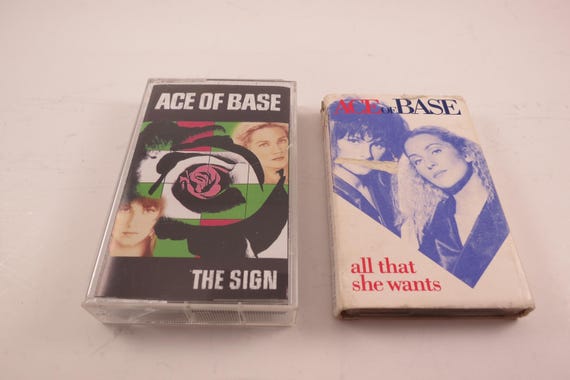 ACE OF BASE
THE SIGN
ACE OF BASE
all that
she wants